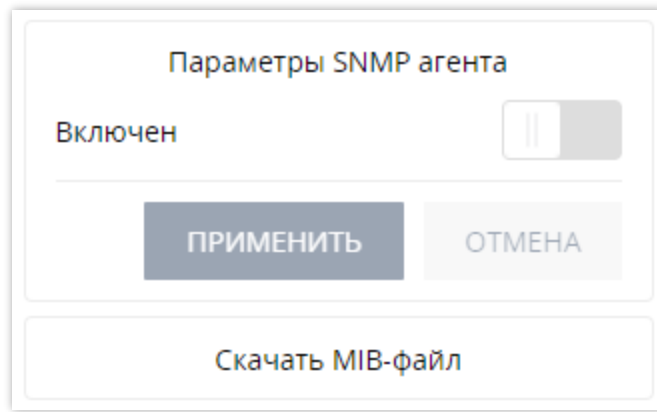 Параметры SNMP агента
Включен
ПРИМЕНИТЬ ОТМЕНА
Скачать MIB-файл